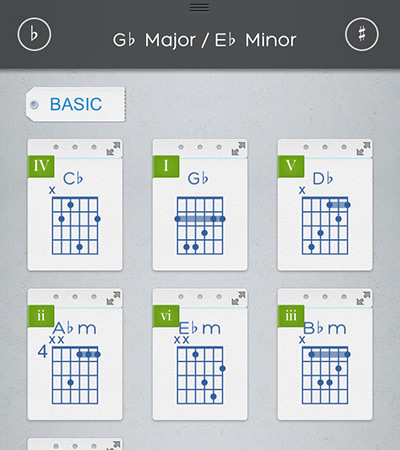 ♭ G♭ Major / E♭ Minor ♯
BASIC
IV I V
x x
C♭ G♭ D♭
ii vi iii
A♭m E♭m B♭m
xx xx x
4